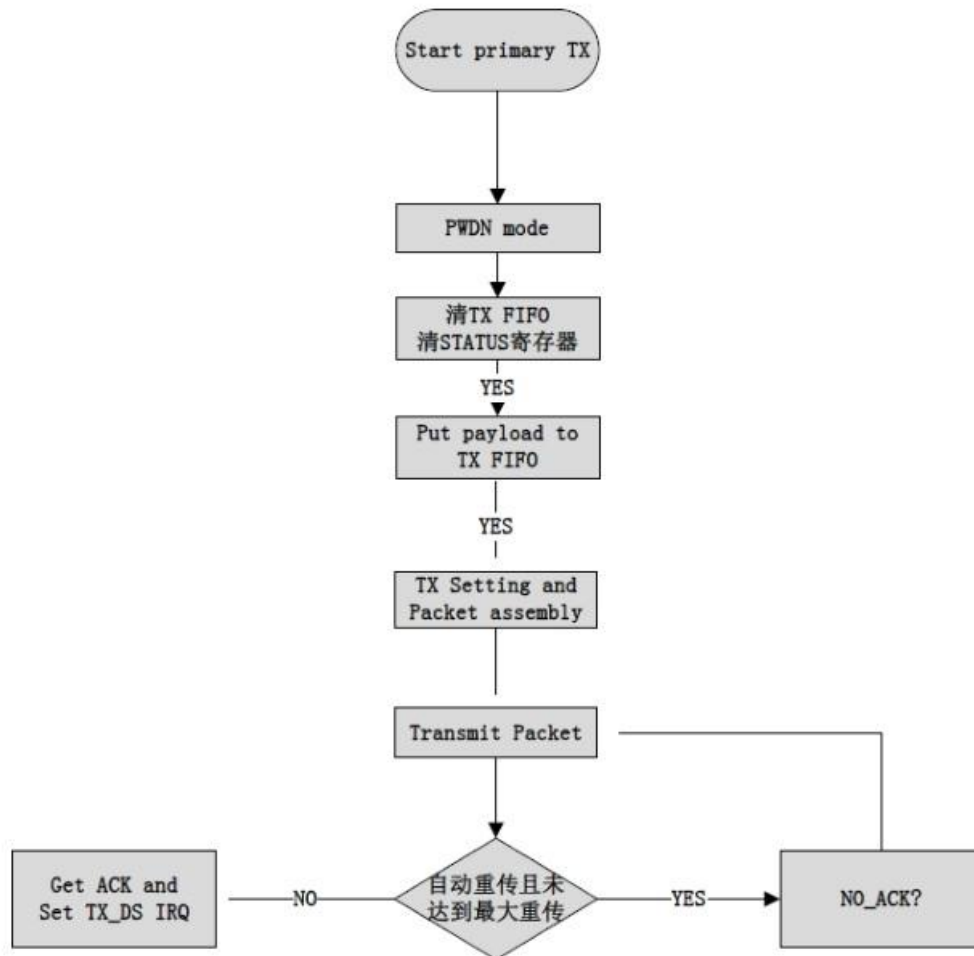 Start primary TX
PWDN mode
清TX FIFO
清STATUS寄存器
YES
Put payload to
TX FIFO
YES
TX Setting and
Packet assembly
Transmit Packet
Get ACK and
Set TX_DS IRQ
NO
自动重传且未
达到最大重传
YES
NO_ACK?